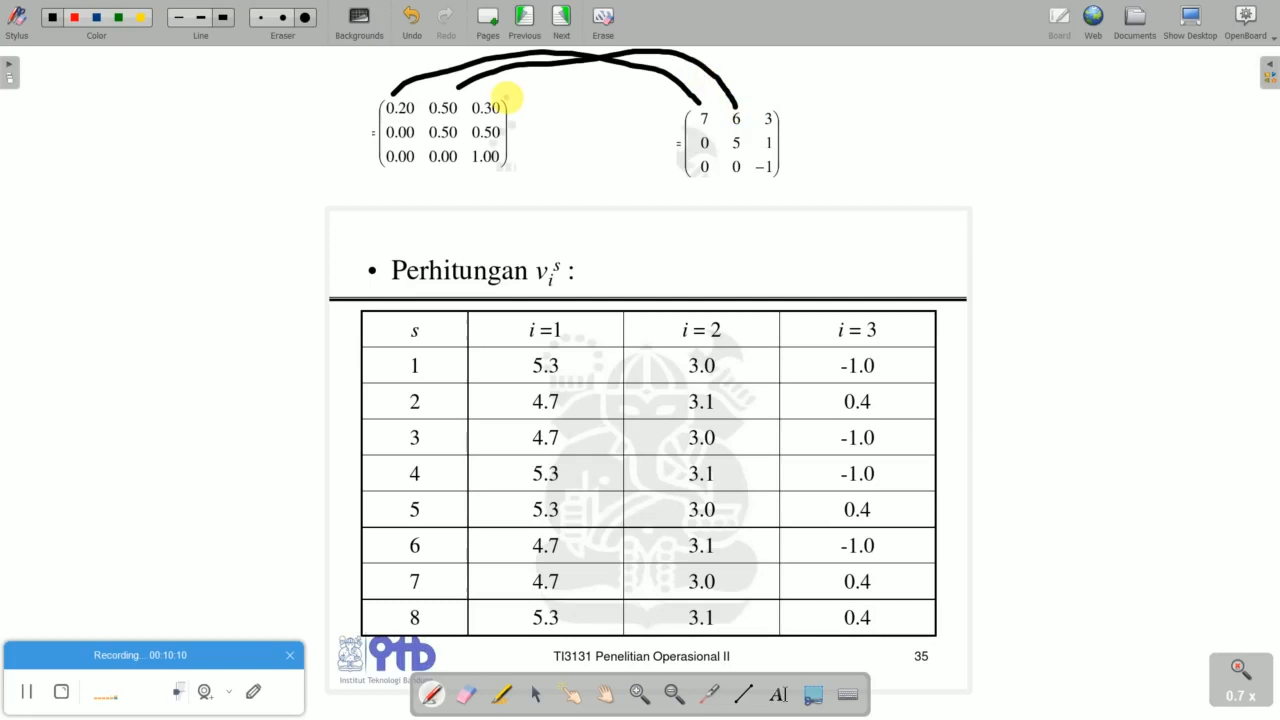 Stylus Color Line Eraser Backgrounds Undo Redo Pages Previous Next Erase Board Web Documents Show Desktop OpenBoard
= ( 0.20 0.50 0.30 )
0.00 0.50 0.50
0.00 0.00 1.00
= ( 7 6 3 )
0 5 1
0 0 −1
• Perhitungan vᵢˢ :
s i =1 i = 2 i = 3
1 5.3 3.0 -1.0
2 4.7 3.1 0.4
3 4.7 3.0 -1.0
4 5.3 3.1 -1.0
5 5.3 3.0 0.4
6 4.7 3.1 -1.0
7 4.7 3.0 0.4
8 5.3 3.1 0.4
Recording... 00:10:10
Institut Teknologi Bandung
TI3131 Penelitian Operasional II
35
0.7 x